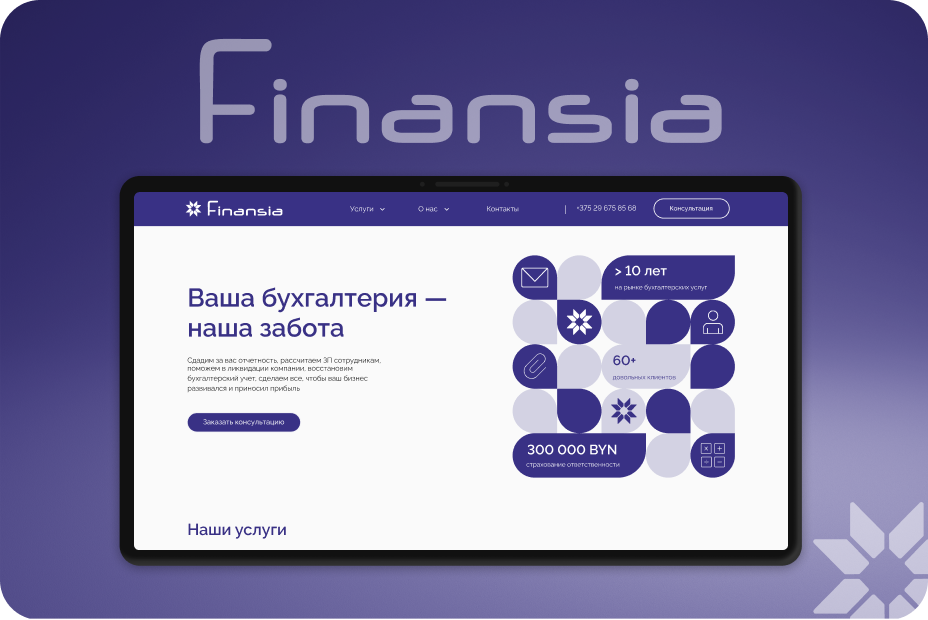 Finansia
Finansia
Услуги
О нас
Контакты
+375 29 675 85 68
Консультация
Ваша бухгалтерия —
наша забота
Сдадим за вас отчетность, рассчитаем ЗП сотрудникам,
поможем в ликвидации компании, восстановим
бухгалтерский учет, сделаем все, чтобы ваш бизнес
развивался и приносил прибыль
Заказать консультацию
> 10 лет
на рынке бухгалтерских услуг
60+
довольных клиентов
300 000 BYN
страхование ответственности
Наши услуги